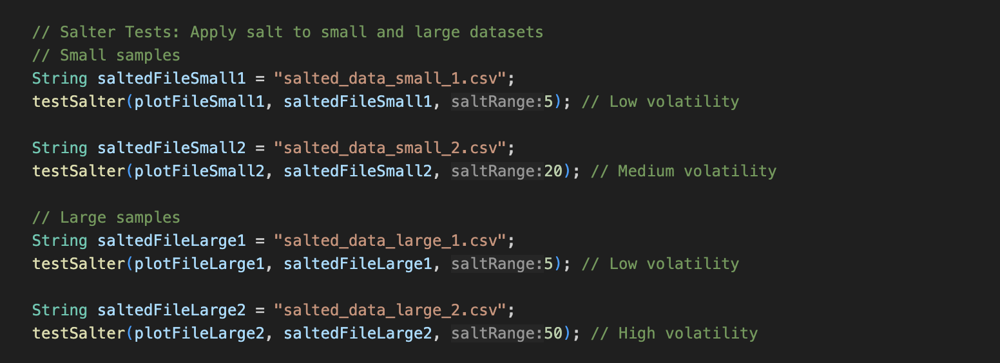 // Salter Tests: Apply salt to small and large datasets
// Small samples
String saltedFileSmall1 = "salted_data_small_1.csv";
testSalter(plotFileSmall1, saltedFileSmall1, saltRange:5); // Low volatility
String saltedFileSmall2 = "salted_data_small_2.csv";
testSalter(plotFileSmall2, saltedFileSmall2, saltRange:20); // Medium volatility
// Large samples
String saltedFileLarge1 = "salted_data_large_1.csv";
testSalter(plotFileLarge1, saltedFileLarge1, saltRange:5); // Low volatility
String saltedFileLarge2 = "salted_data_large_2.csv";
testSalter(plotFileLarge2, saltedFileLarge2, saltRange:50); // High volatility